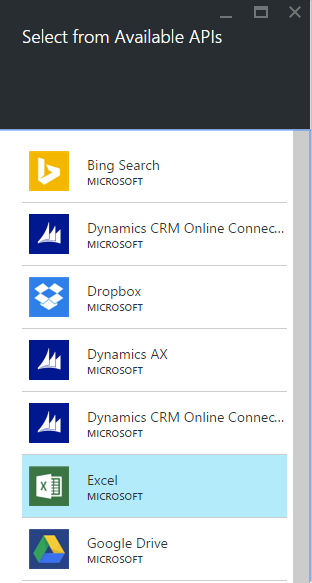 Select from Available APIs
Bing Search
MICROSOFT
Dynamics CRM Online Connec...
MICROSOFT
Dropbox
MICROSOFT
Dynamics AX
MICROSOFT
Dynamics CRM Online Connec...
MICROSOFT
Excel
MICROSOFT
Google Drive
MICROSOFT